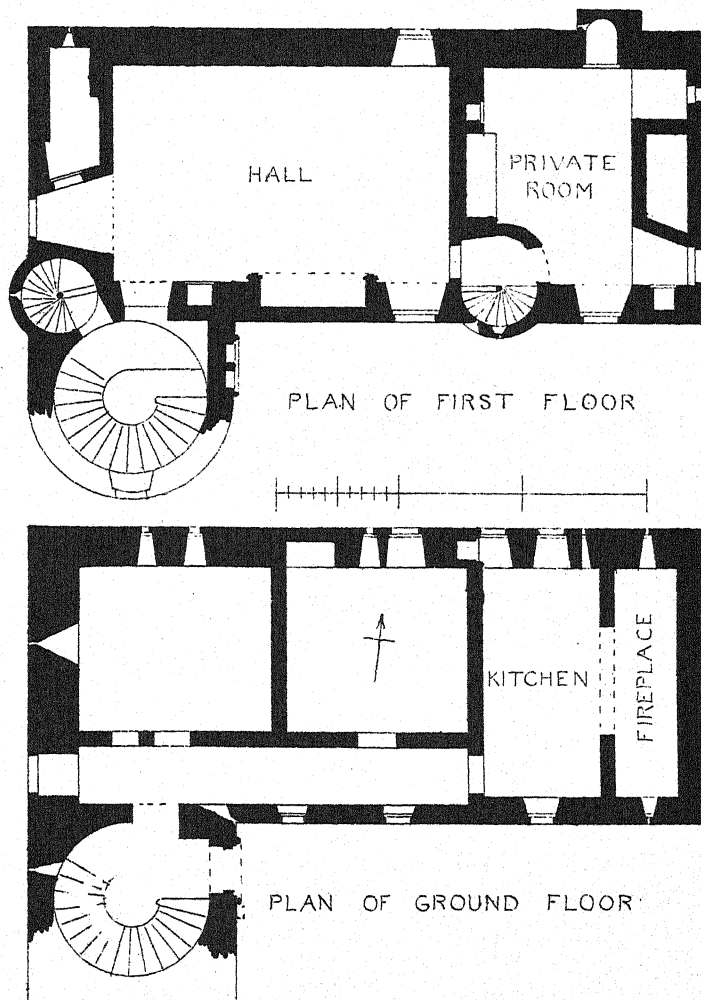 HALL
PRIVATE
ROOM
PLAN OF FIRST FLOOR
KITCHEN
FIREPLACE
PLAN OF GROUND FLOOR